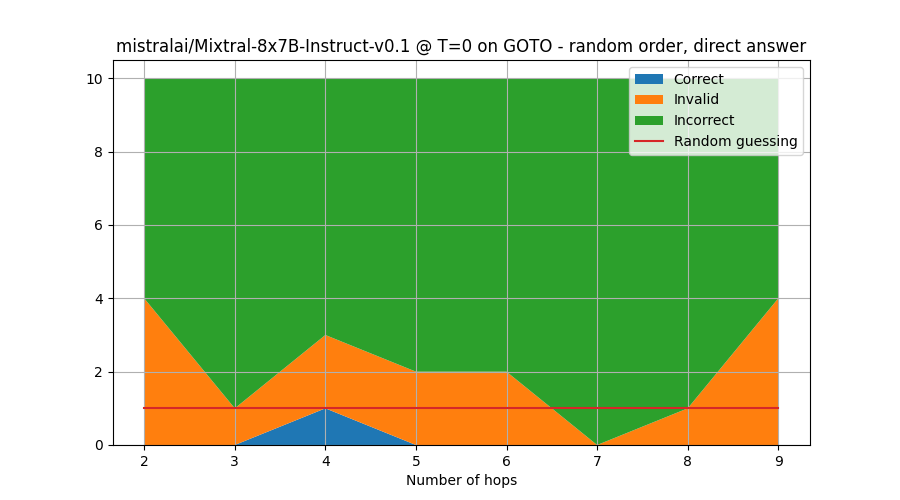 mistralai/Mixtral-8x7B-Instruct-v0.1 @ T=0 on GOTO - random order, direct answer
10
8
6
4
2
0
Correct
Invalid
Incorrect
Random guessing
2 3 4 5 6 7 8 9
Number of hops